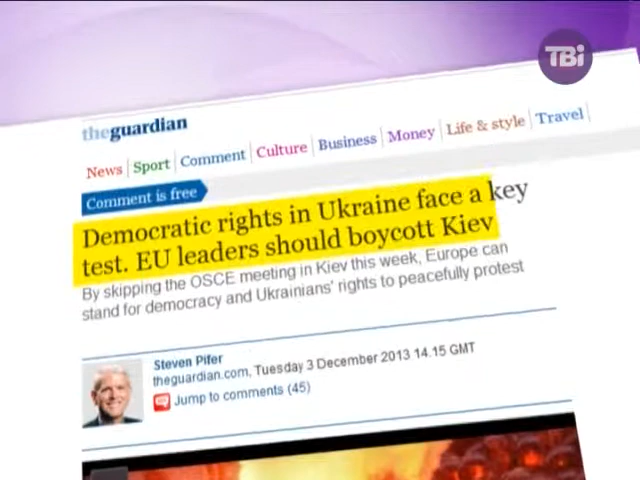 ТВі
theguardian
News Sport Comment Culture Business Money Life & style Travel
Comment is free
Democratic rights in Ukraine face a key
test. EU leaders should boycott Kiev
By skipping the OSCE meeting in Kiev this week, Europe can
stand for democracy and Ukrainians' rights to peacefully protest
Steven Pifer
theguardian.com, Tuesday 3 December 2013 14.15 GMT
Jump to comments (45)